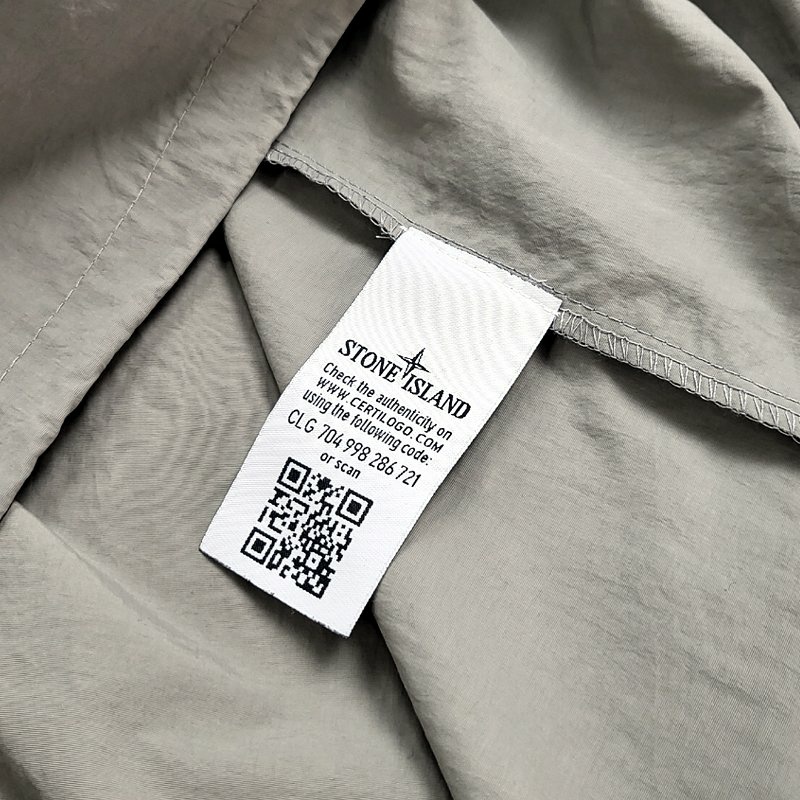 STONE ISLAND
Check the authenticity on
WWW.CERTILOGO.COM
using the following code:
CLG 704 998 286 721
or scan